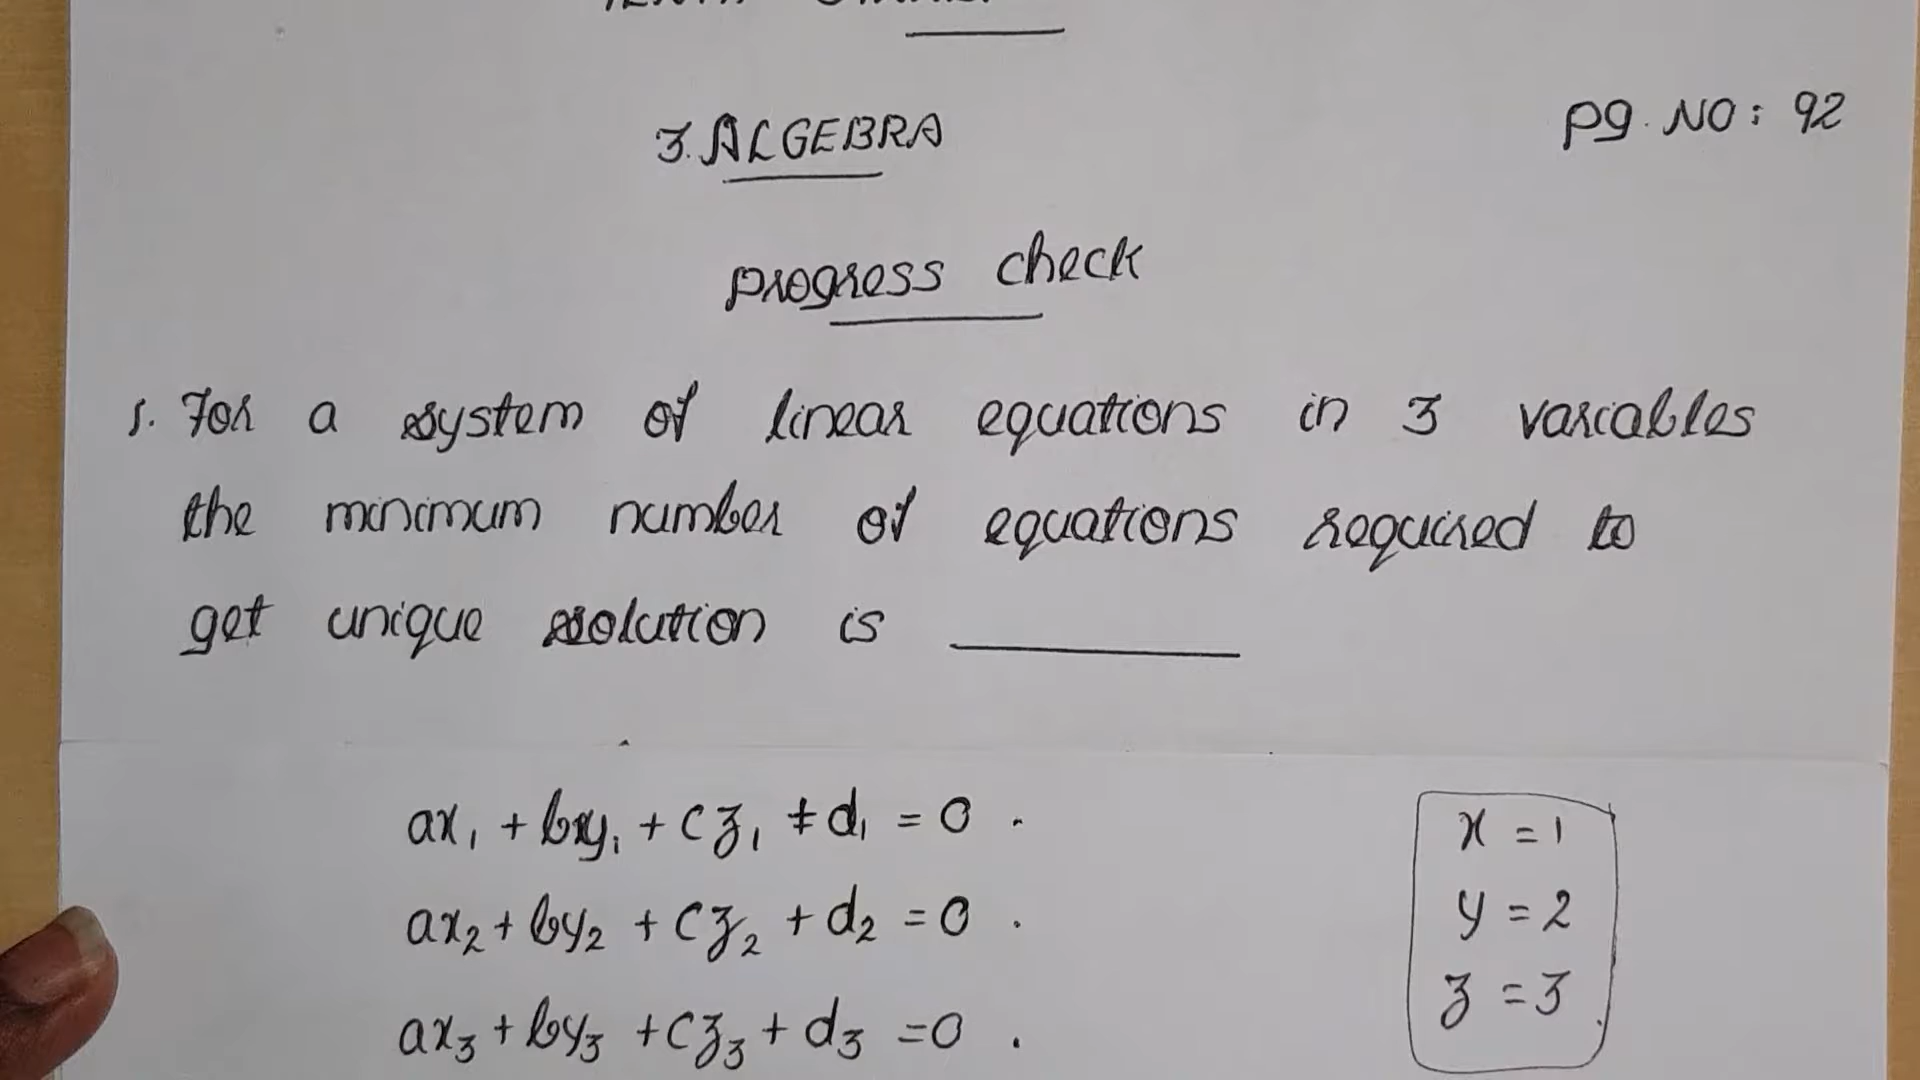 3. ALGEBRA
Pg. NO: 92
Progress check
1. For a system of linear equations in 3 variables
the minimum number of equations required to
get unique solution is ________
ax₁ + by₁ + cz₁ + d₁ = 0 .
ax₂ + by₂ + cz₂ + d₂ = 0 .
ax₃ + by₃ + cz₃ + d₃ = 0 .
x = 1
y = 2
z = 3